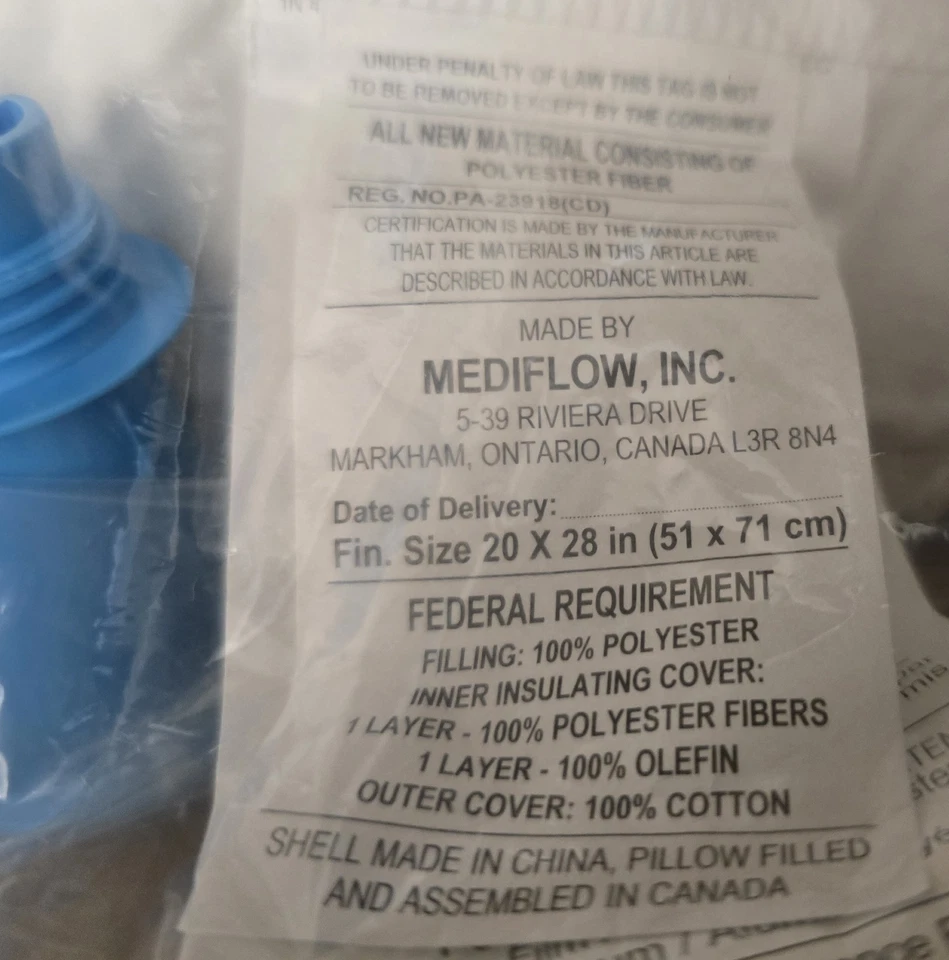 IN
UNDER PENALTY OF LAW THIS TAG IS NOT
TO BE REMOVED EXCEPT BY THE CONSUMER
ALL NEW MATERIAL CONSISTING OF
POLYESTER FIBER
REG. NO.PA-23918(CD)
CERTIFICATION IS MADE BY THE MANUFACTURER
THAT THE MATERIALS IN THIS ARTICLE ARE
DESCRIBED IN ACCORDANCE WITH LAW.
MADE BY
MEDIFLOW, INC.
5-39 RIVIERA DRIVE
MARKHAM, ONTARIO, CANADA L3R 8N4
Date of Delivery:
Fin. Size 20 X 28 in (51 x 71 cm)
FEDERAL REQUIREMENT
FILLING: 100% POLYESTER
INNER INSULATING COVER:
1 LAYER - 100% POLYESTER FIBERS
1 LAYER - 100% OLEFIN
OUTER COVER: 100% COTTON
SHELL MADE IN CHINA, PILLOW FILLED
AND ASSEMBLED IN CANADA